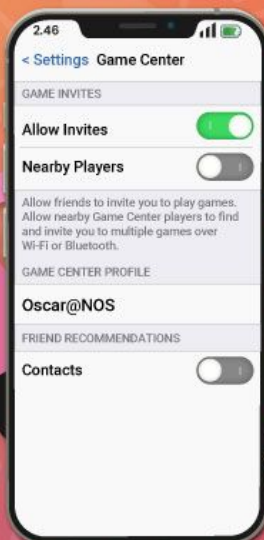 2.46
< Settings Game Center
GAME INVITES
Allow Invites
Nearby Players
Allow friends to invite you to play games.
Allow nearby Game Center players to find
and invite you to multiple games over
Wi-Fi or Bluetooth.
GAME CENTER PROFILE
Oscar@NOS
FRIEND RECOMMENDATIONS
Contacts